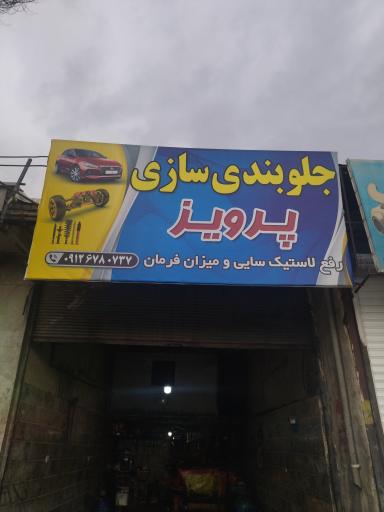 جلوبندی سازی
پرویز
رفع لاستیک سایی و میزان فرمان
۰۹۱۲۶۷۸۰۷۳۷